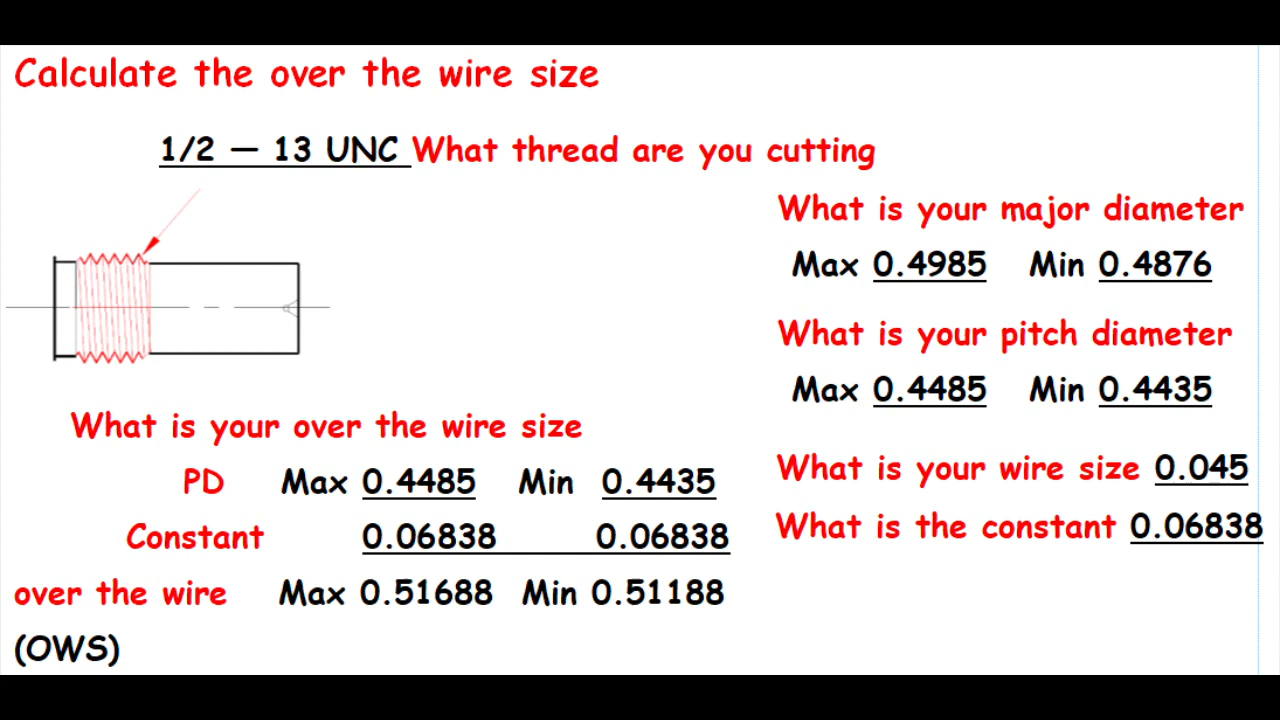 Calculate the over the wire size
1/2 — 13 UNC What thread are you cutting
What is your major diameter
Max 0.4985 Min 0.4876
What is your pitch diameter
Max 0.4485 Min 0.4435
What is your wire size 0.045
What is the constant 0.06838
What is your over the wire size
PD Max 0.4485 Min 0.4435
Constant 0.06838 0.06838
over the wire Max 0.51688 Min 0.51188
(OWS)